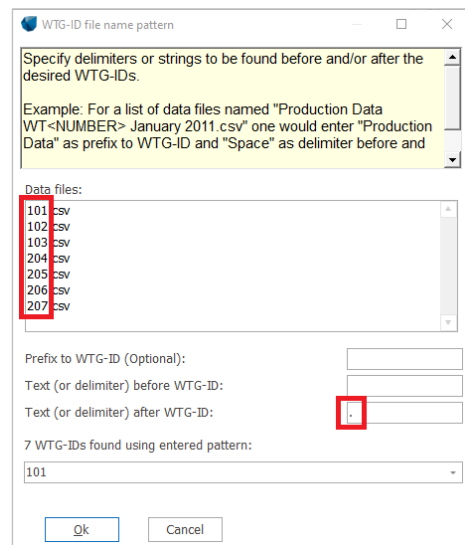 WTG-ID file name pattern
Specify delimiters or strings to be found before and/or after the
desired WTG-IDs.
Example: For a list of data files named "Production Data
WT<NUMBER> January 2011.csv" one would enter "Production
Data" as prefix to WTG-ID and "Space" as delimiter before and
Data files:
101.csv
102.csv
103.csv
204.csv
205.csv
206.csv
207.csv
Prefix to WTG-ID (Optional):
Text (or delimiter) before WTG-ID:
Text (or delimiter) after WTG-ID: .
7 WTG-IDs found using entered pattern:
101
Ok Cancel